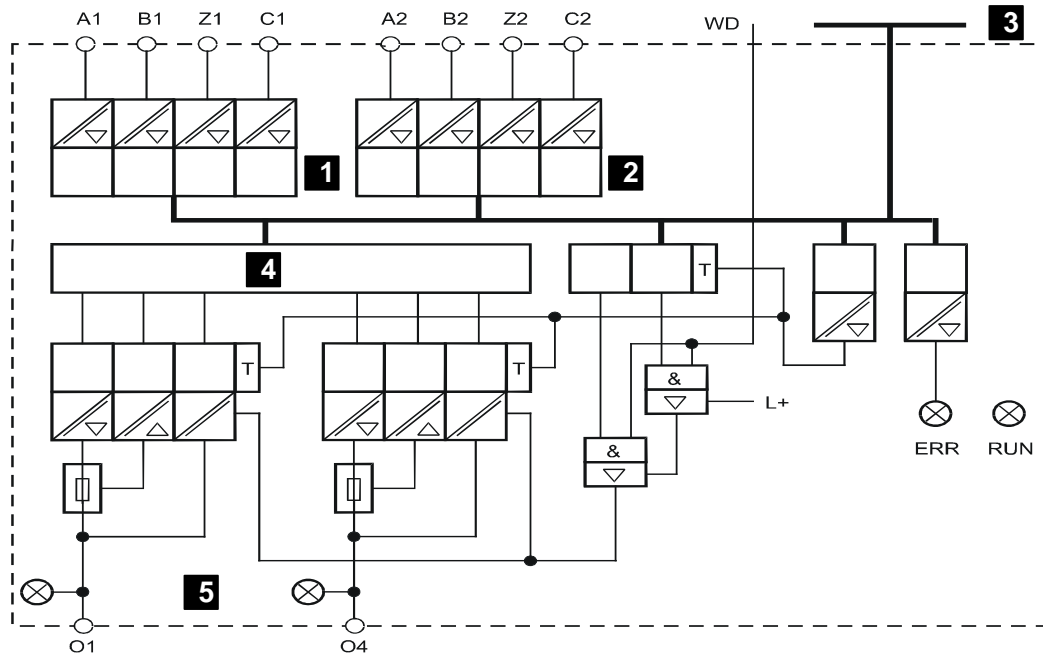 A1 B1 Z1 C1 A2 B2 Z2 C2 WD 3
1 2
4 T
T T
&
L+
ERR RUN
&
5
O1 O4